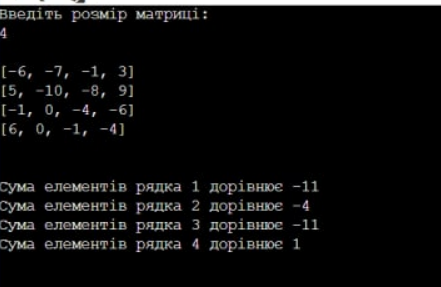 Введіть розмір матриці:
4
[-6, -7, -1, 3]
[5, -10, -8, 9]
[-1, 0, -4, -6]
[6, 0, -1, -4]
Сума елементів рядка 1 дорівнює -11
Сума елементів рядка 2 дорівнює -4
Сума елементів рядка 3 дорівнює -11
Сума елементів рядка 4 дорівнює 1